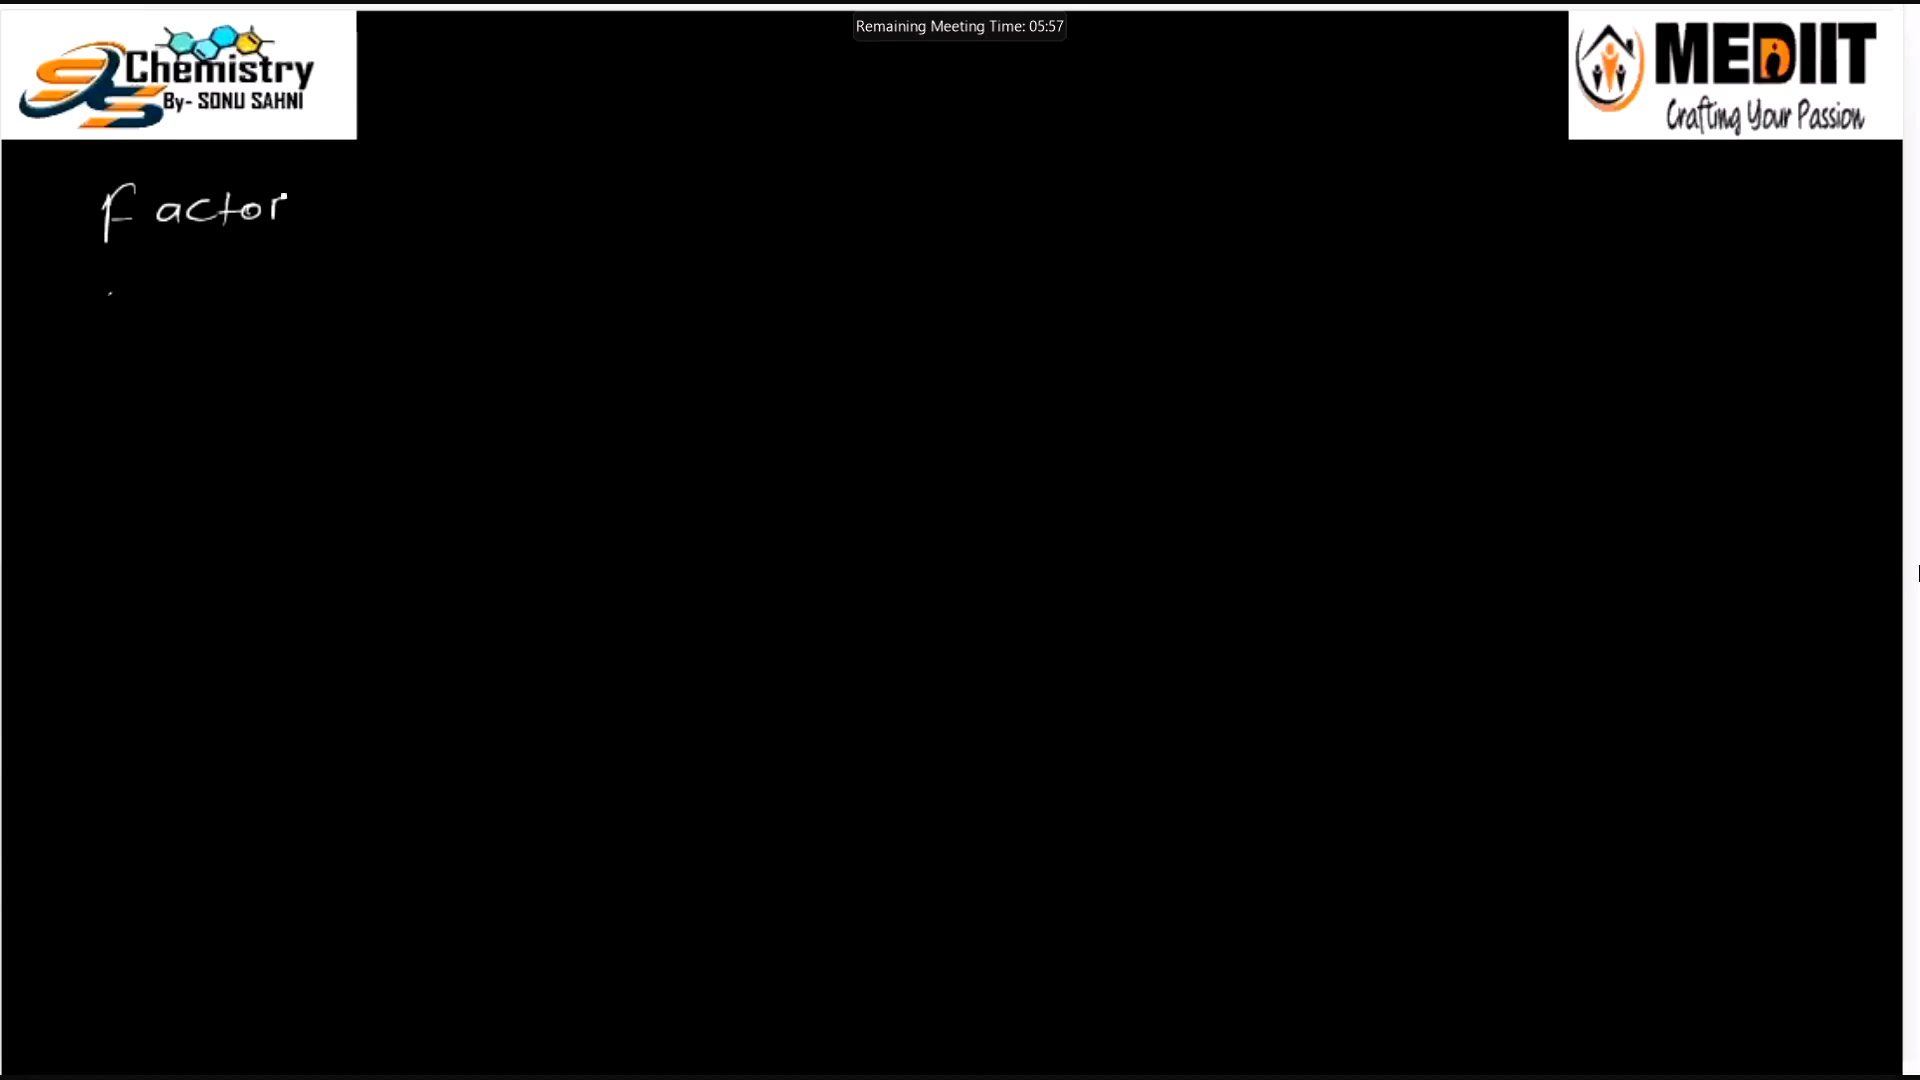 Remaining Meeting Time: 05:57
Chemistry
By- SONU SAHNI
MEDIIT
Crafting Your Passion
Factor